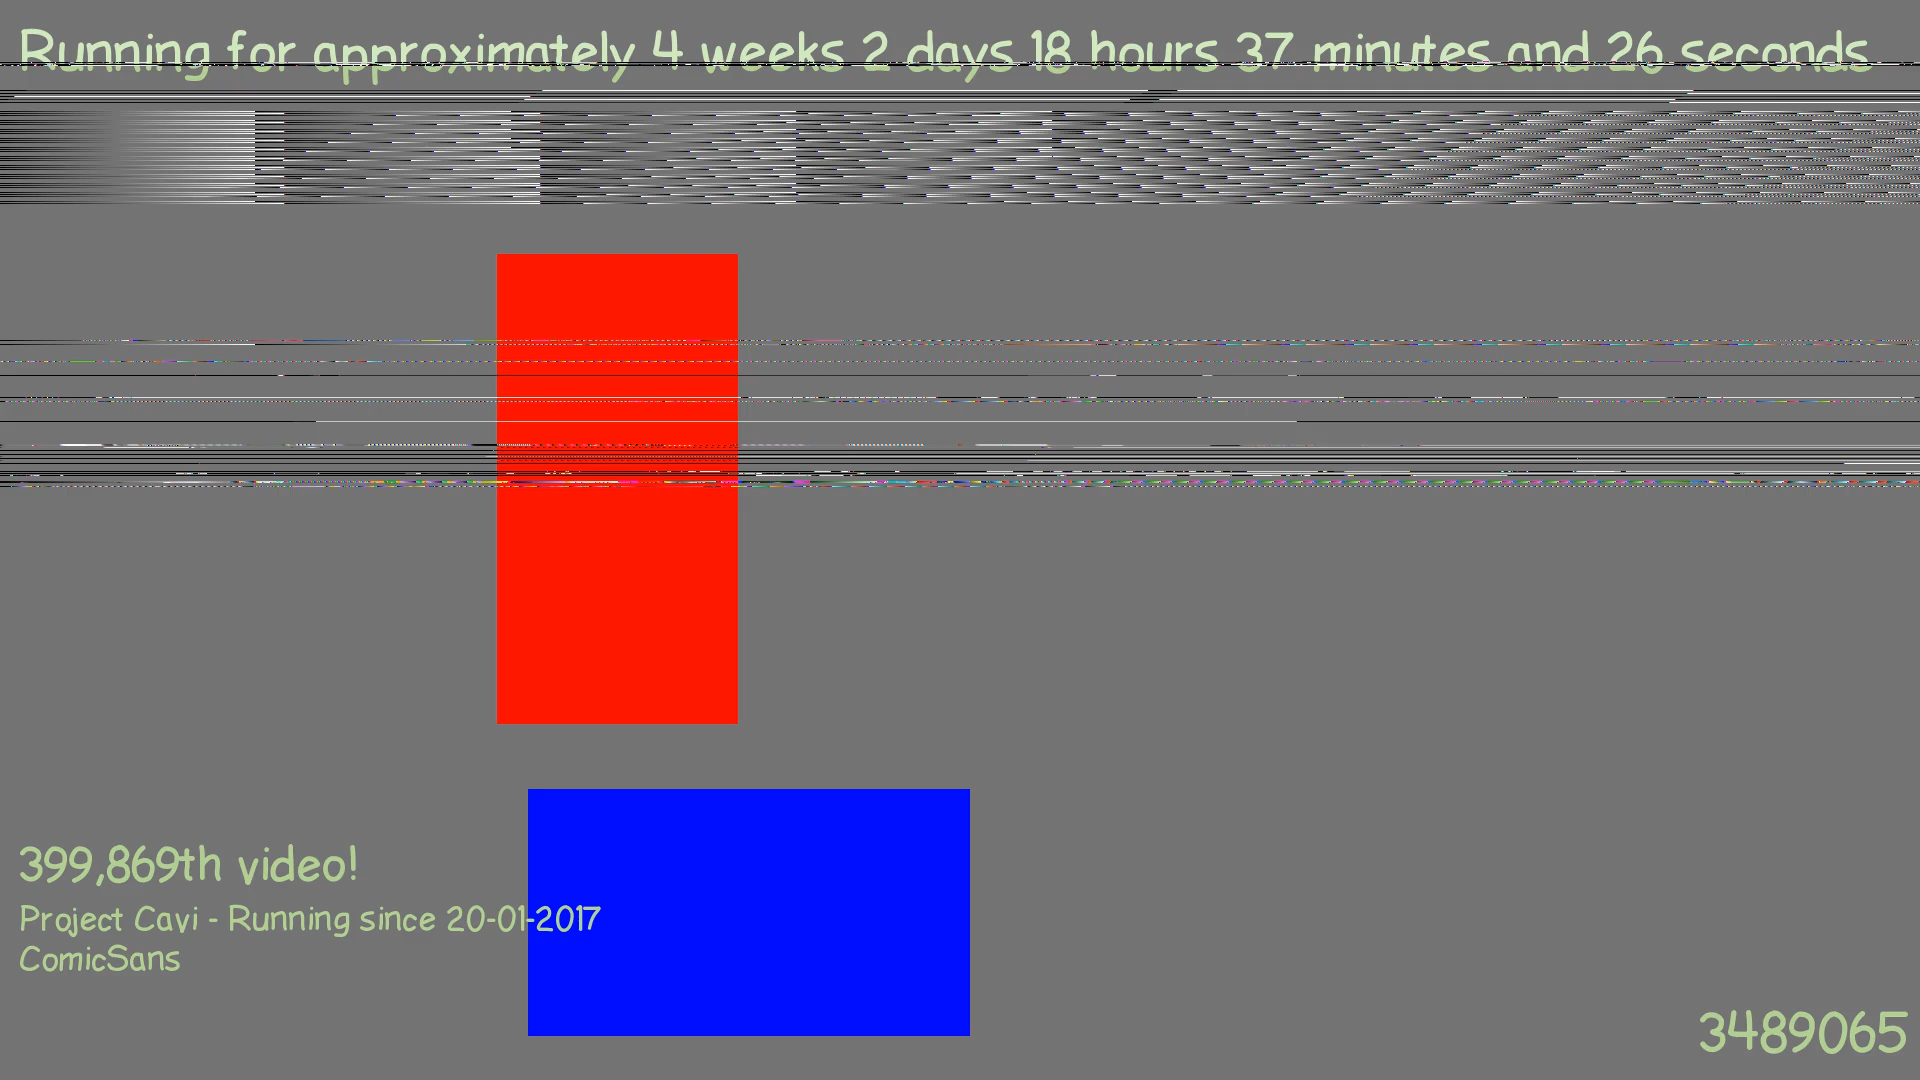 Running for approximately 4 weeks 2 days 18 hours 37 minutes and 26 seconds
399,869th video!
Project Cavi - Running since 20-01-2017
ComicSans
3489065